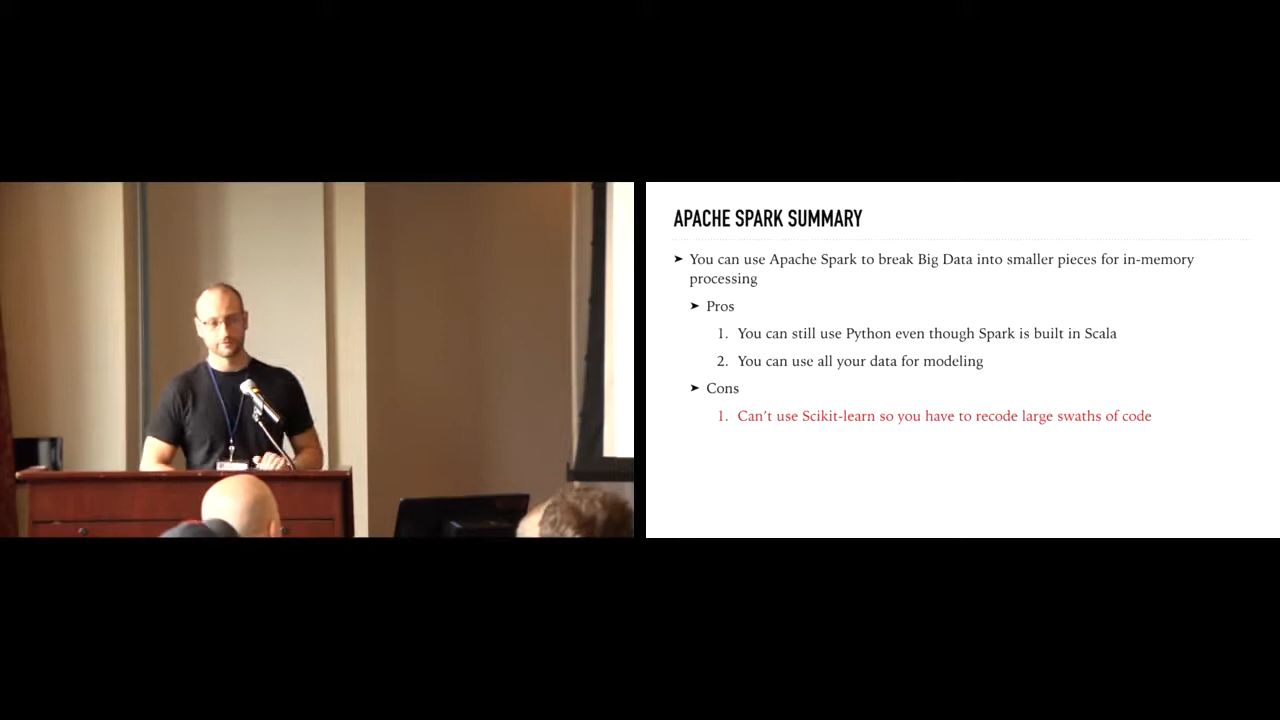 APACHE SPARK SUMMARY
➤ You can use Apache Spark to break Big Data into smaller pieces for in-memory
processing
➤ Pros
1. You can still use Python even though Spark is built in Scala
2. You can use all your data for modeling
➤ Cons
1. Can't use Scikit-learn so you have to recode large swaths of code